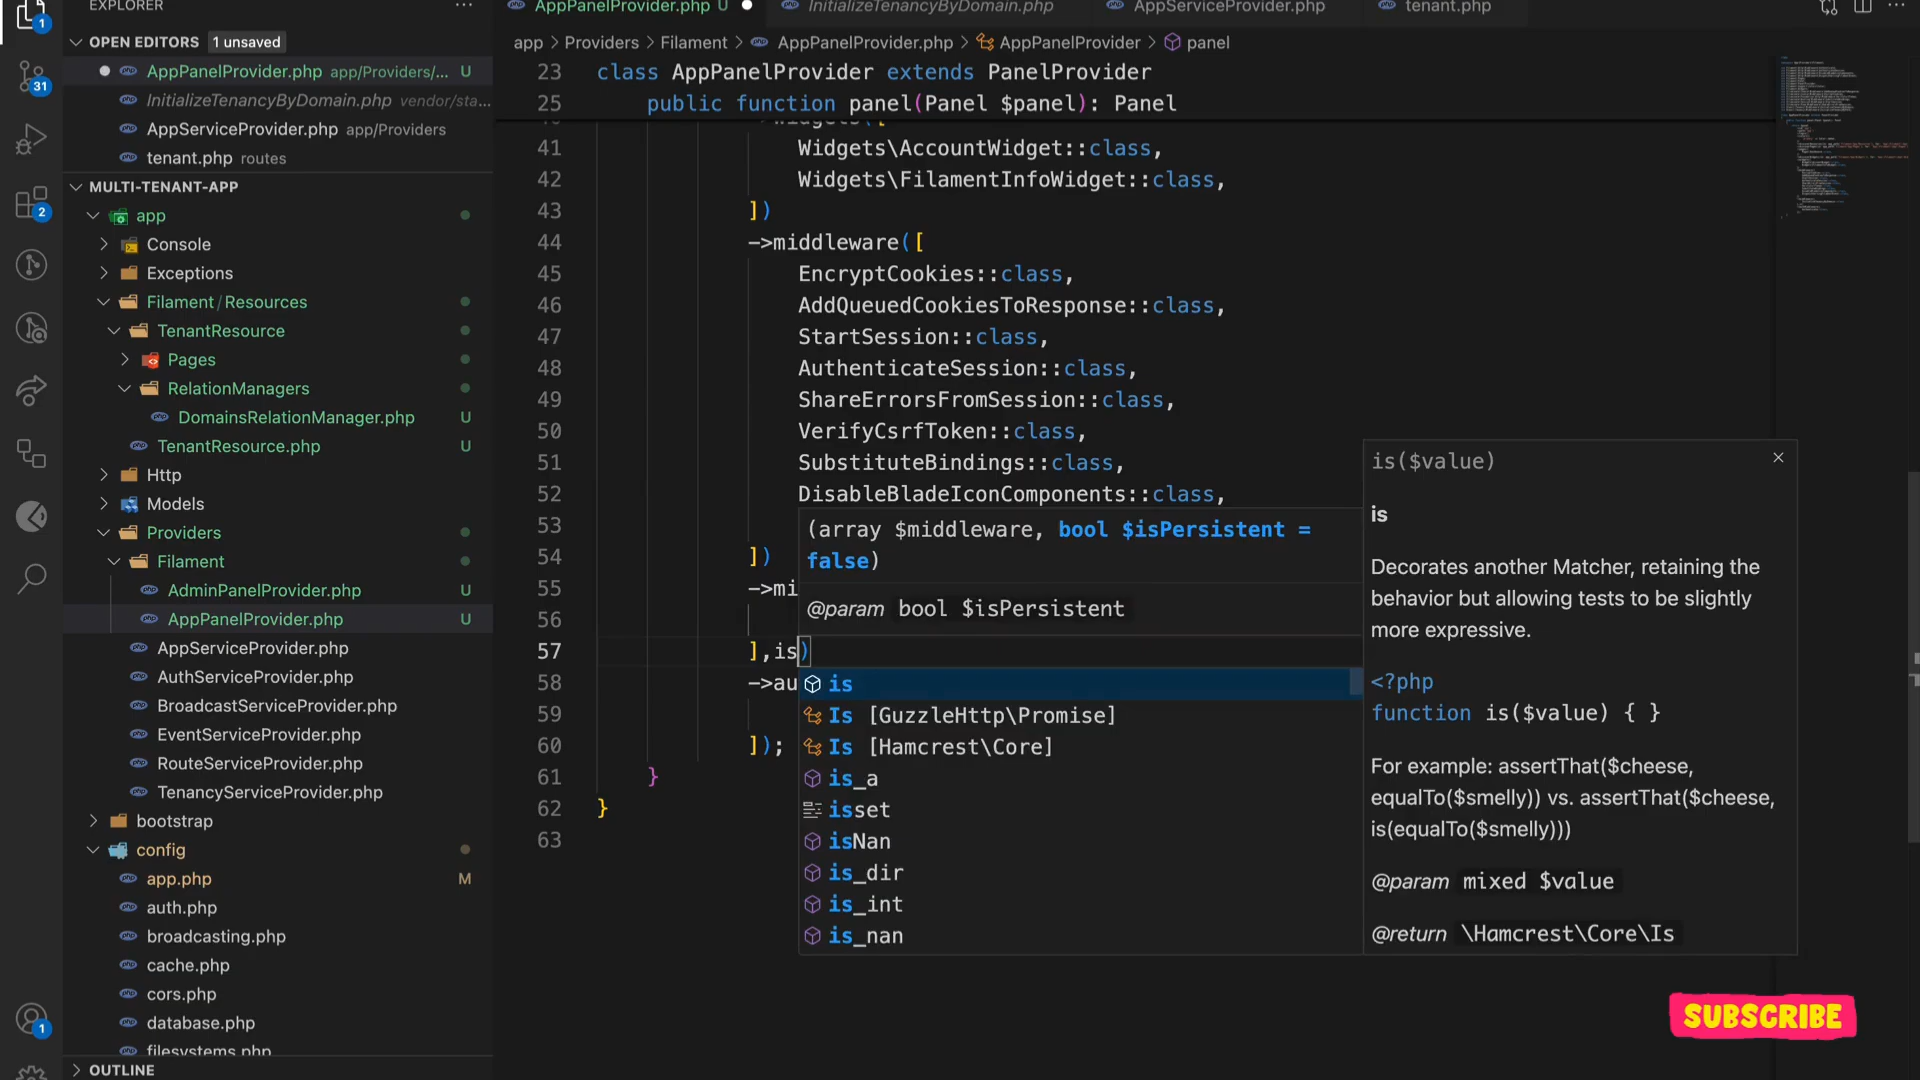 EXPLORER
OPEN EDITORS 1 unsaved
AppPanelProvider.php app/Providers/... U
InitializeTenancyByDomain.php vendor/sta...
AppServiceProvider.php app/Providers
tenant.php routes
MULTI-TENANT-APP
app
Console
Exceptions
Filament/Resources
TenantResource
Pages
RelationManagers
DomainsRelationManager.php U
TenantResource.php U
Http
Models
Providers
Filament
AdminPanelProvider.php U
AppPanelProvider.php U
AppServiceProvider.php
AuthServiceProvider.php
BroadcastServiceProvider.php
EventServiceProvider.php
RouteServiceProvider.php
TenancyServiceProvider.php
bootstrap
config
app.php M
auth.php
broadcasting.php
cache.php
cors.php
database.php
filesystems.php
OUTLINE
1
31
2
1
AppPanelProvider.php U InitializeTenancyByDomain.php AppServiceProvider.php tenant.php
app > Providers > Filament > AppPanelProvider.php > AppPanelProvider > panel
23 class AppPanelProvider extends PanelProvider
25 public function panel(Panel $panel): Panel
40 ->widgets([
41 Widgets\AccountWidget::class,
42 Widgets\FilamentInfoWidget::class,
43 ])
44 ->middleware([
45 EncryptCookies::class,
46 AddQueuedCookiesToResponse::class,
47 StartSession::class,
48 AuthenticateSession::class,
49 ShareErrorsFromSession::class,
50 VerifyCsrfToken::class,
51 SubstituteBindings::class,
52 DisableBladeIconComponents::class,
53
54 ])
55 ->mi
56
57 ],is)
58 ->au
59
60 ]);
61 }
62 }
63
(array $middleware, bool $isPersistent =
false)
@param bool $isPersistent
is
Is [GuzzleHttp\Promise]
Is [Hamcrest\Core]
is_a
isset
isNan
is_dir
is_int
is_nan
is($value)
is
Decorates another Matcher, retaining the
behavior but allowing tests to be slightly
more expressive.
<?php
function is($value) { }
For example: assertThat($cheese,
equalTo($smelly)) vs. assertThat($cheese,
is(equalTo($smelly)))
@param mixed $value
@return \Hamcrest\Core\Is
SUBSCRIBE